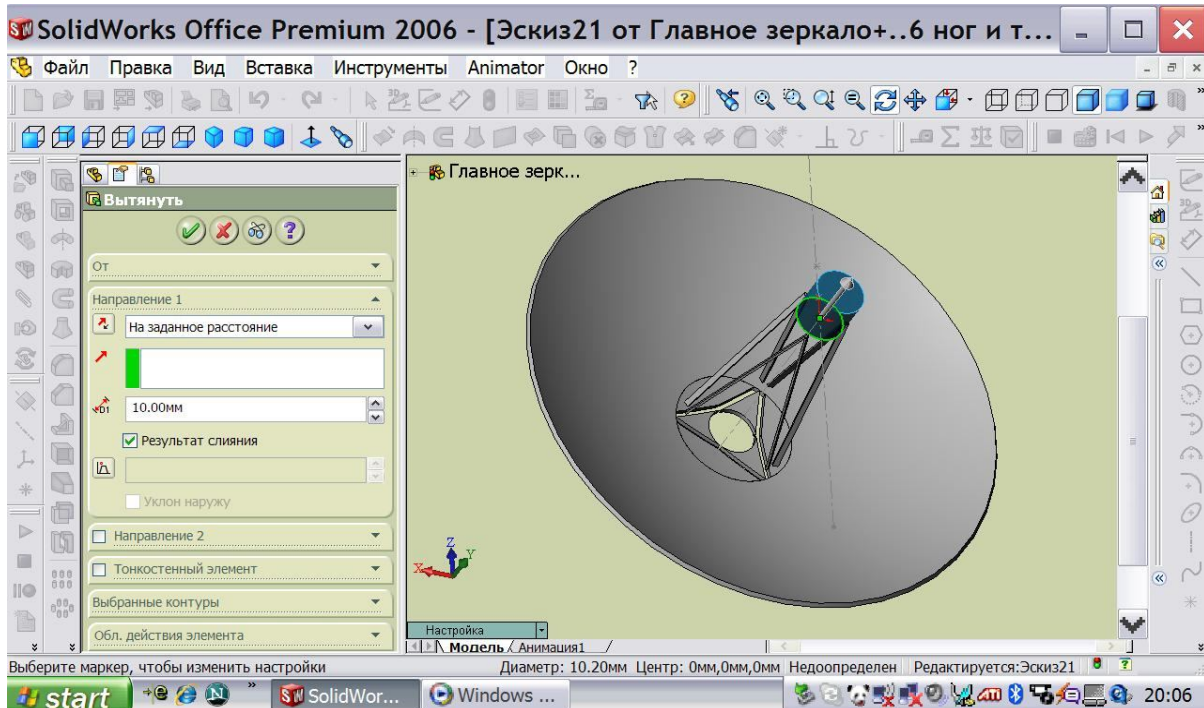 SolidWorks Office Premium 2006 - [Эскиз21 от Главное зеркало+..6 ног и т...
Файл Правка Вид Вставка Инструменты Animator Окно ?
Главное зерк...
Вытянуть
От
Направление 1
На заданное расстояние
D1 10.00мм
Результат слияния
Уклон наружу
Направление 2
Тонкостенный элемент
Выбранные контуры
Обл. действия элемента
Z
Y
X
Настройка
Модель Анимация1
Выберите маркер, чтобы изменить настройки Диаметр: 10.20мм Центр: 0мм,0мм,0мм Недоопределен Редактируется:Эскиз21
start SolidWor... Windows ... 20:06